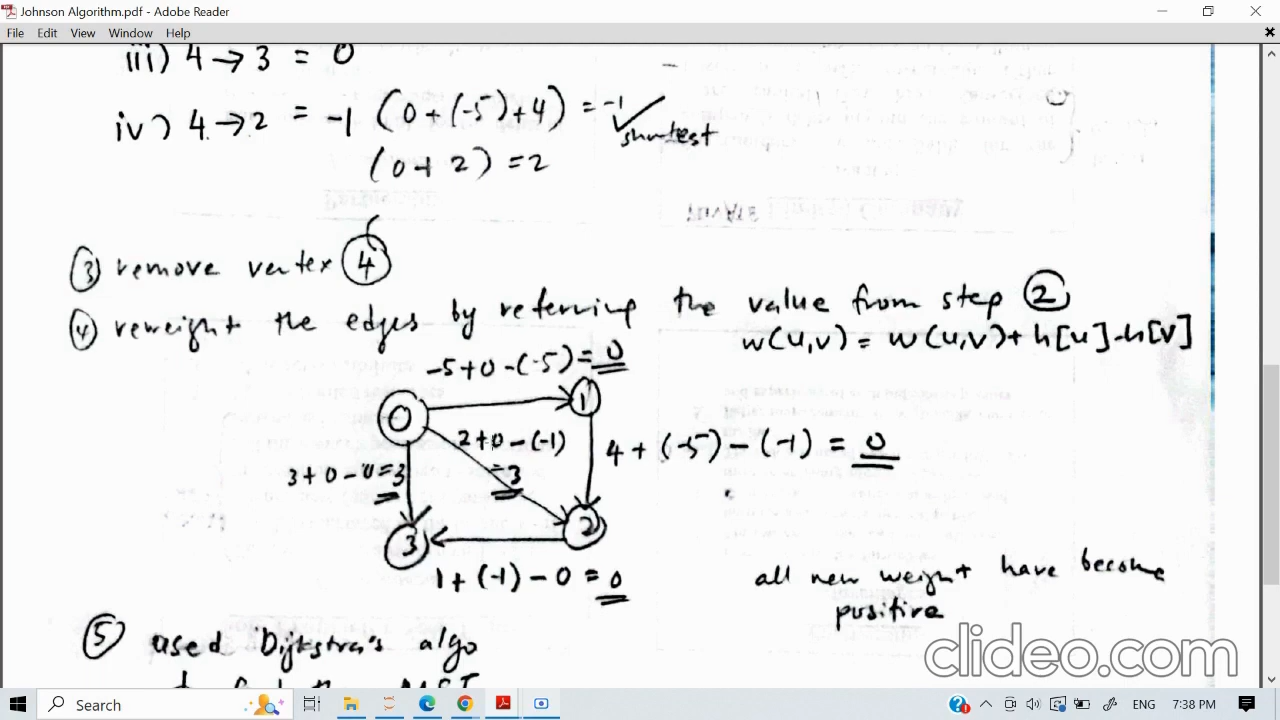 Johnson Algorithm.pdf - Adobe Reader
File Edit View Window Help
iii) 4 → 3 = 0
iv) 4 → 2 = -1 (0+(-5)+4) = -1
shortest
(0+2) = 2
③ remove vertex ④
④ reweight the edges by referring the value from step ②
w(u,v) = w(u,v) + h[u] - h[v]
-5+0-(-5) = 0
0 1
2+0-(-1)
= 3
4 + (-5) - (-1) = 0
3+0-0=3
3 2
1 + (-1) - 0 = 0
all new weight have become
positive
⑤ used Dijkstra's algo
clideo.com
Search
ENG 7:38 PM